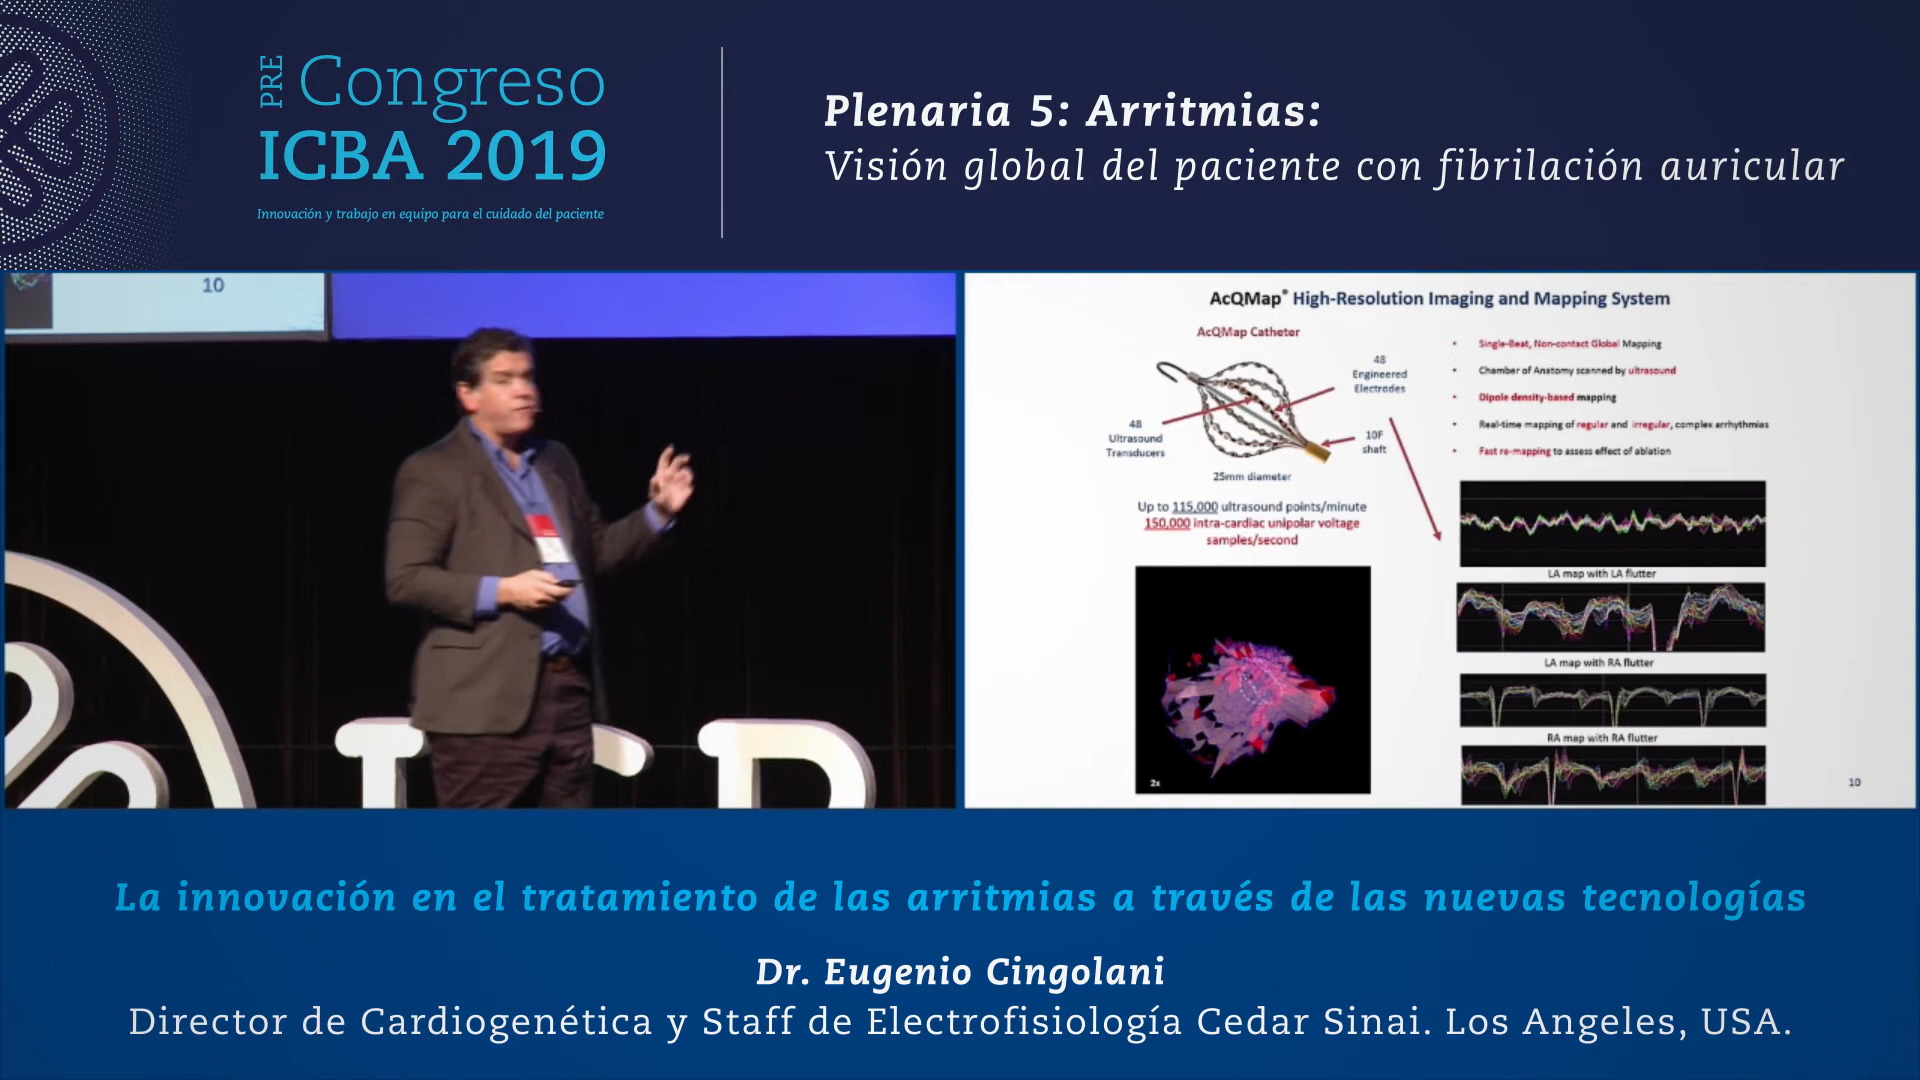 PRE
Congreso
ICBA 2019
Innovación y trabajo en equipo para el cuidado del paciente
Plenaria 5: Arritmias:
Visión global del paciente con fibrilación auricular
10
AcQMap® High-Resolution Imaging and Mapping System
AcQMap Catheter
48
Engineered
Electrodes
48
Ultrasound
Transducers
10F
shaft
25mm diameter
Up to 115,000 ultrasound points/minute
150,000 intra-cardiac unipolar voltage
samples/second
2x
• Single-Beat, Non-contact Global Mapping
• Chamber of Anatomy scanned by ultrasound
• Dipole density-based mapping
• Real-time mapping of regular and irregular, complex arrhythmias
• Fast re-mapping to assess effect of ablation
LA map with LA flutter
LA map with RA flutter
RA map with RA flutter
10
La innovación en el tratamiento de las arritmias a través de las nuevas tecnologías
Dr. Eugenio Cingolani
Director de Cardiogenética y Staff de Electrofisiología Cedar Sinai. Los Angeles, USA.